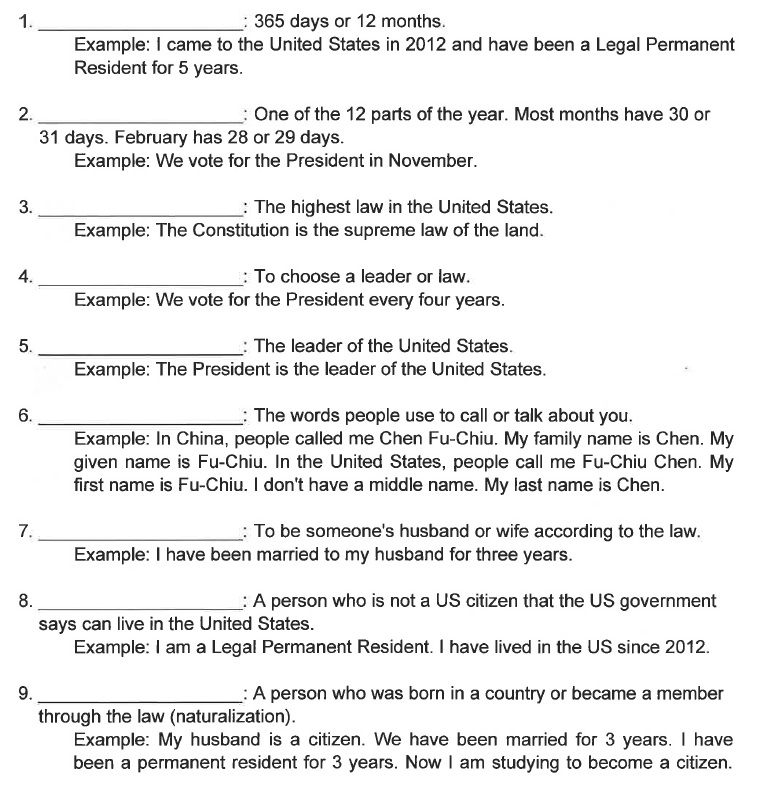 1. ____________________: 365 days or 12 months.
Example: I came to the United States in 2012 and have been a Legal Permanent
Resident for 5 years.
2. ____________________: One of the 12 parts of the year. Most months have 30 or
31 days. February has 28 or 29 days.
Example: We vote for the President in November.
3. ____________________: The highest law in the United States.
Example: The Constitution is the supreme law of the land.
4. ____________________: To choose a leader or law.
Example: We vote for the President every four years.
5. ____________________: The leader of the United States.
Example: The President is the leader of the United States.
6. ____________________: The words people use to call or talk about you.
Example: In China, people called me Chen Fu-Chiu. My family name is Chen. My
given name is Fu-Chiu. In the United States, people call me Fu-Chiu Chen. My
first name is Fu-Chiu. I don't have a middle name. My last name is Chen.
7. ____________________: To be someone's husband or wife according to the law.
Example: I have been married to my husband for three years.
8. ____________________: A person who is not a US citizen that the US government
says can live in the United States.
Example: I am a Legal Permanent Resident. I have lived in the US since 2012.
9. ____________________: A person who was born in a country or became a member
through the law (naturalization).
Example: My husband is a citizen. We have been married for 3 years. I have
been a permanent resident for 3 years. Now I am studying to become a citizen.